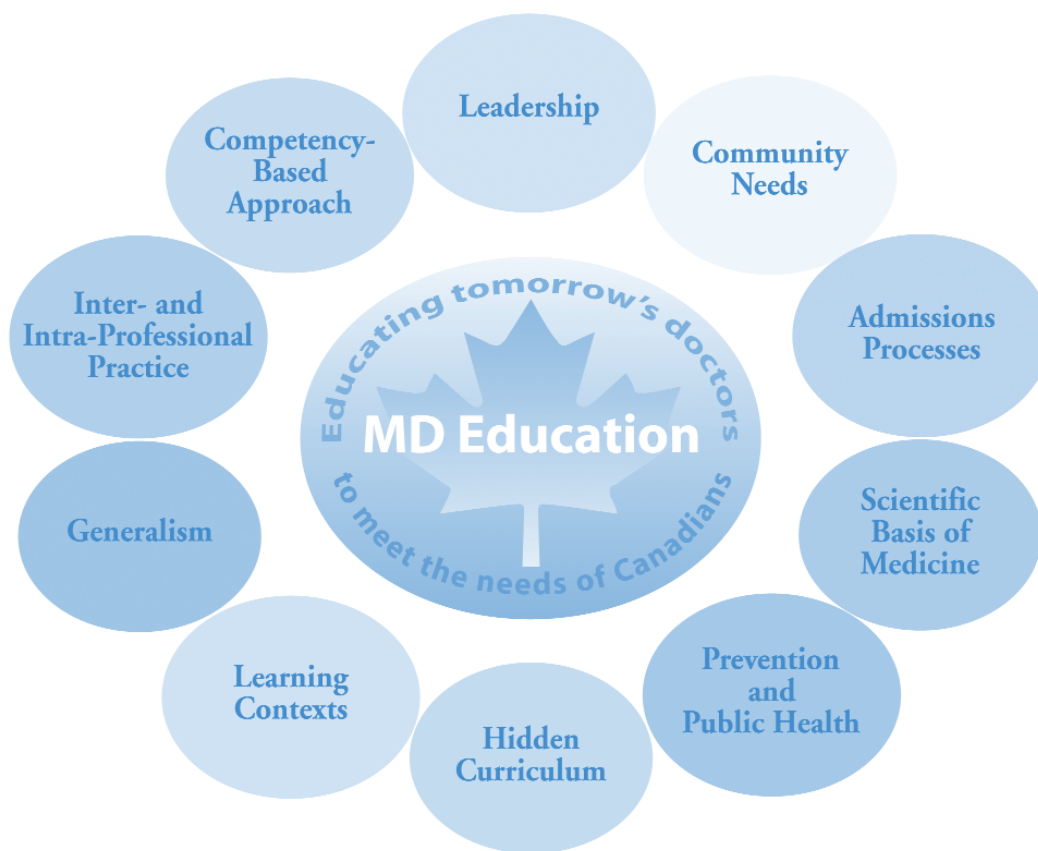 Leadership
Community
Needs
Admissions
Processes
Scientific
Basis of
Medicine
Prevention
and
Public Health
Hidden
Curriculum
Learning
Contexts
Generalism
Inter- and
Intra-Professional
Practice
Competency-
Based
Approach
Educating tomorrow's doctors
MD Education
to meet the needs of Canadians